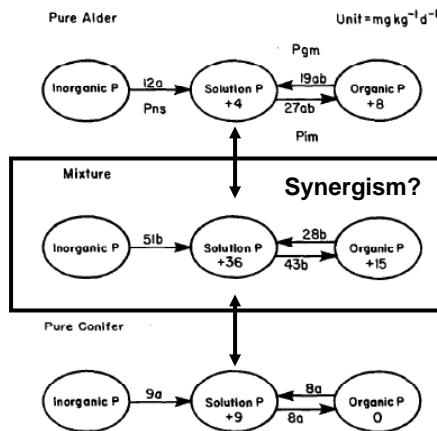 Pure Alder Unit = mg kg⁻¹ d⁻¹
Pgm
12a 19ab
Inorganic P Solution P Organic P
+4 +8
Pns 27ab
Pim
Mixture
Synergism?
51b 28b
Inorganic P Solution P Organic P
+36 +15
43b
Pure Conifer
9a 8a
Inorganic P Solution P Organic P
+9 0
8a